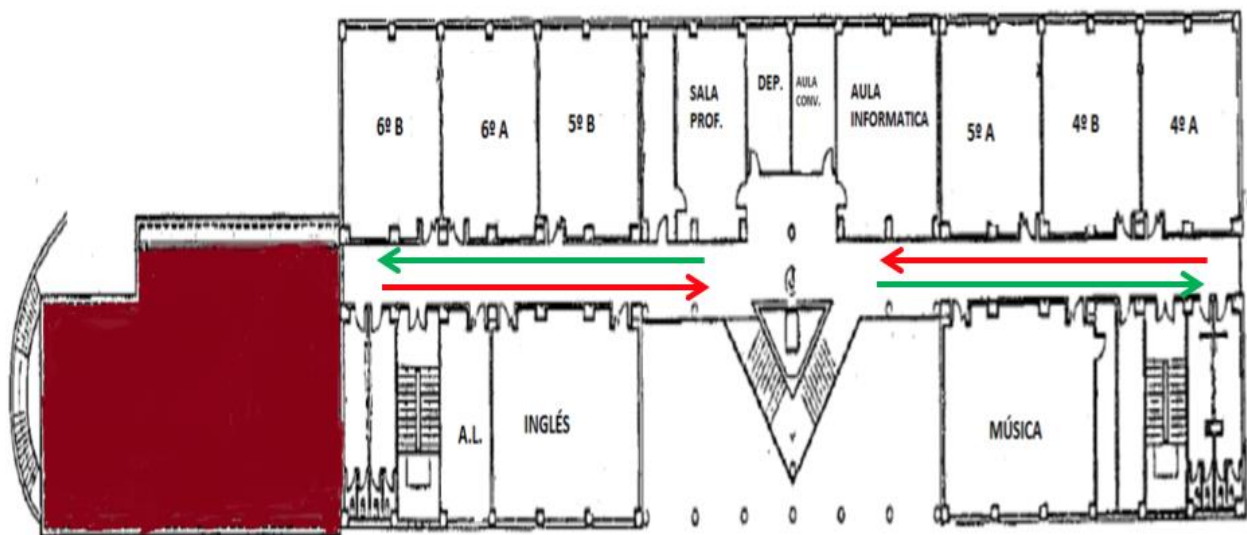 6º B
6º A
5º B
SALA
PROF.
DEP.
AULA
CONV.
AULA
INFORMATICA
5º A
4º B
4º A
A.L.
INGLÉS
MÚSICA